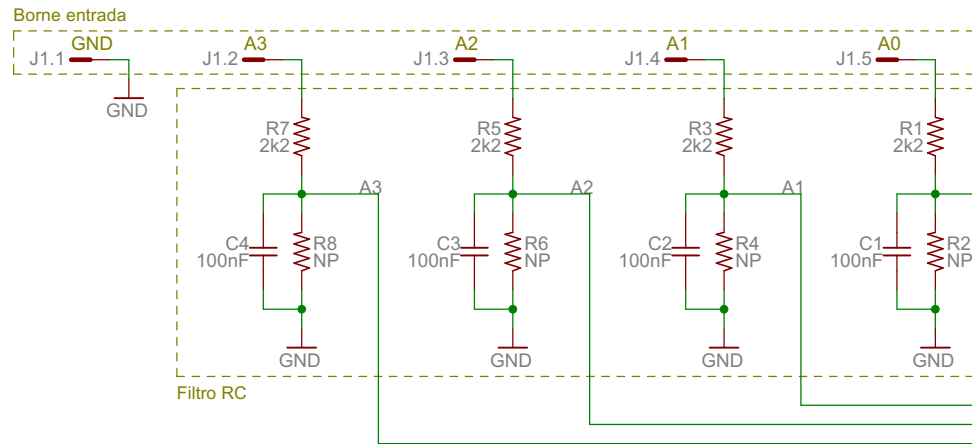 Borne entrada
GND A3 A2 A1 A0
J1.1 J1.2 J1.3 J1.4 J1.5
GND
R7 R5 R3 R1
2k2 2k2 2k2 2k2
A3 A2 A1
C4 R8 C3 R6 C2 R4 C1 R2
100nF NP 100nF NP 100nF NP 100nF NP
GND GND GND GND
Filtro RC